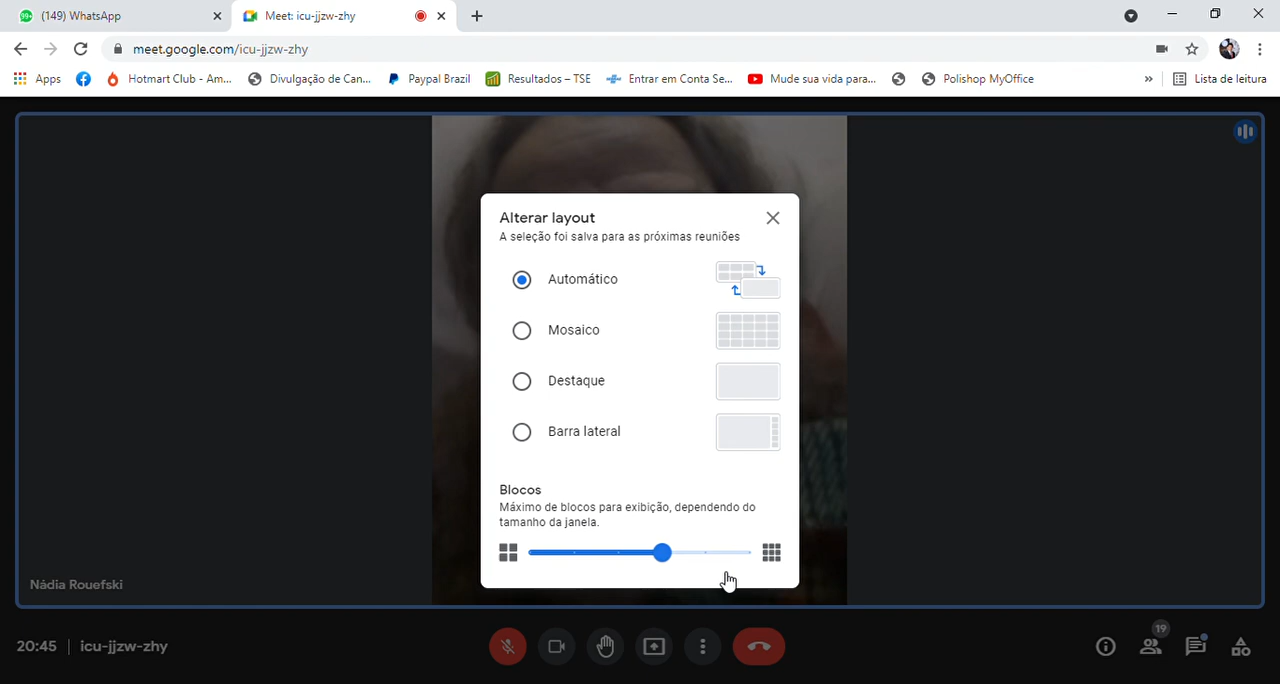 99+ (149) WhatsApp
Meet: icu-jjzw-zhy
meet.google.com/icu-jjzw-zhy
Apps
Hotmart Club - Am...
Divulgação de Can...
Paypal Brazil
Resultados – TSE
Entrar em Conta Se...
Mude sua vida para...
Polishop MyOffice
»
Lista de leitura
Alterar layout
A seleção foi salva para as próximas reuniões
Automático
Mosaico
Destaque
Barra lateral
Blocos
Máximo de blocos para exibição, dependendo do
tamanho da janela.
Nádia Rouefski
20:45 | icu-jjzw-zhy
19